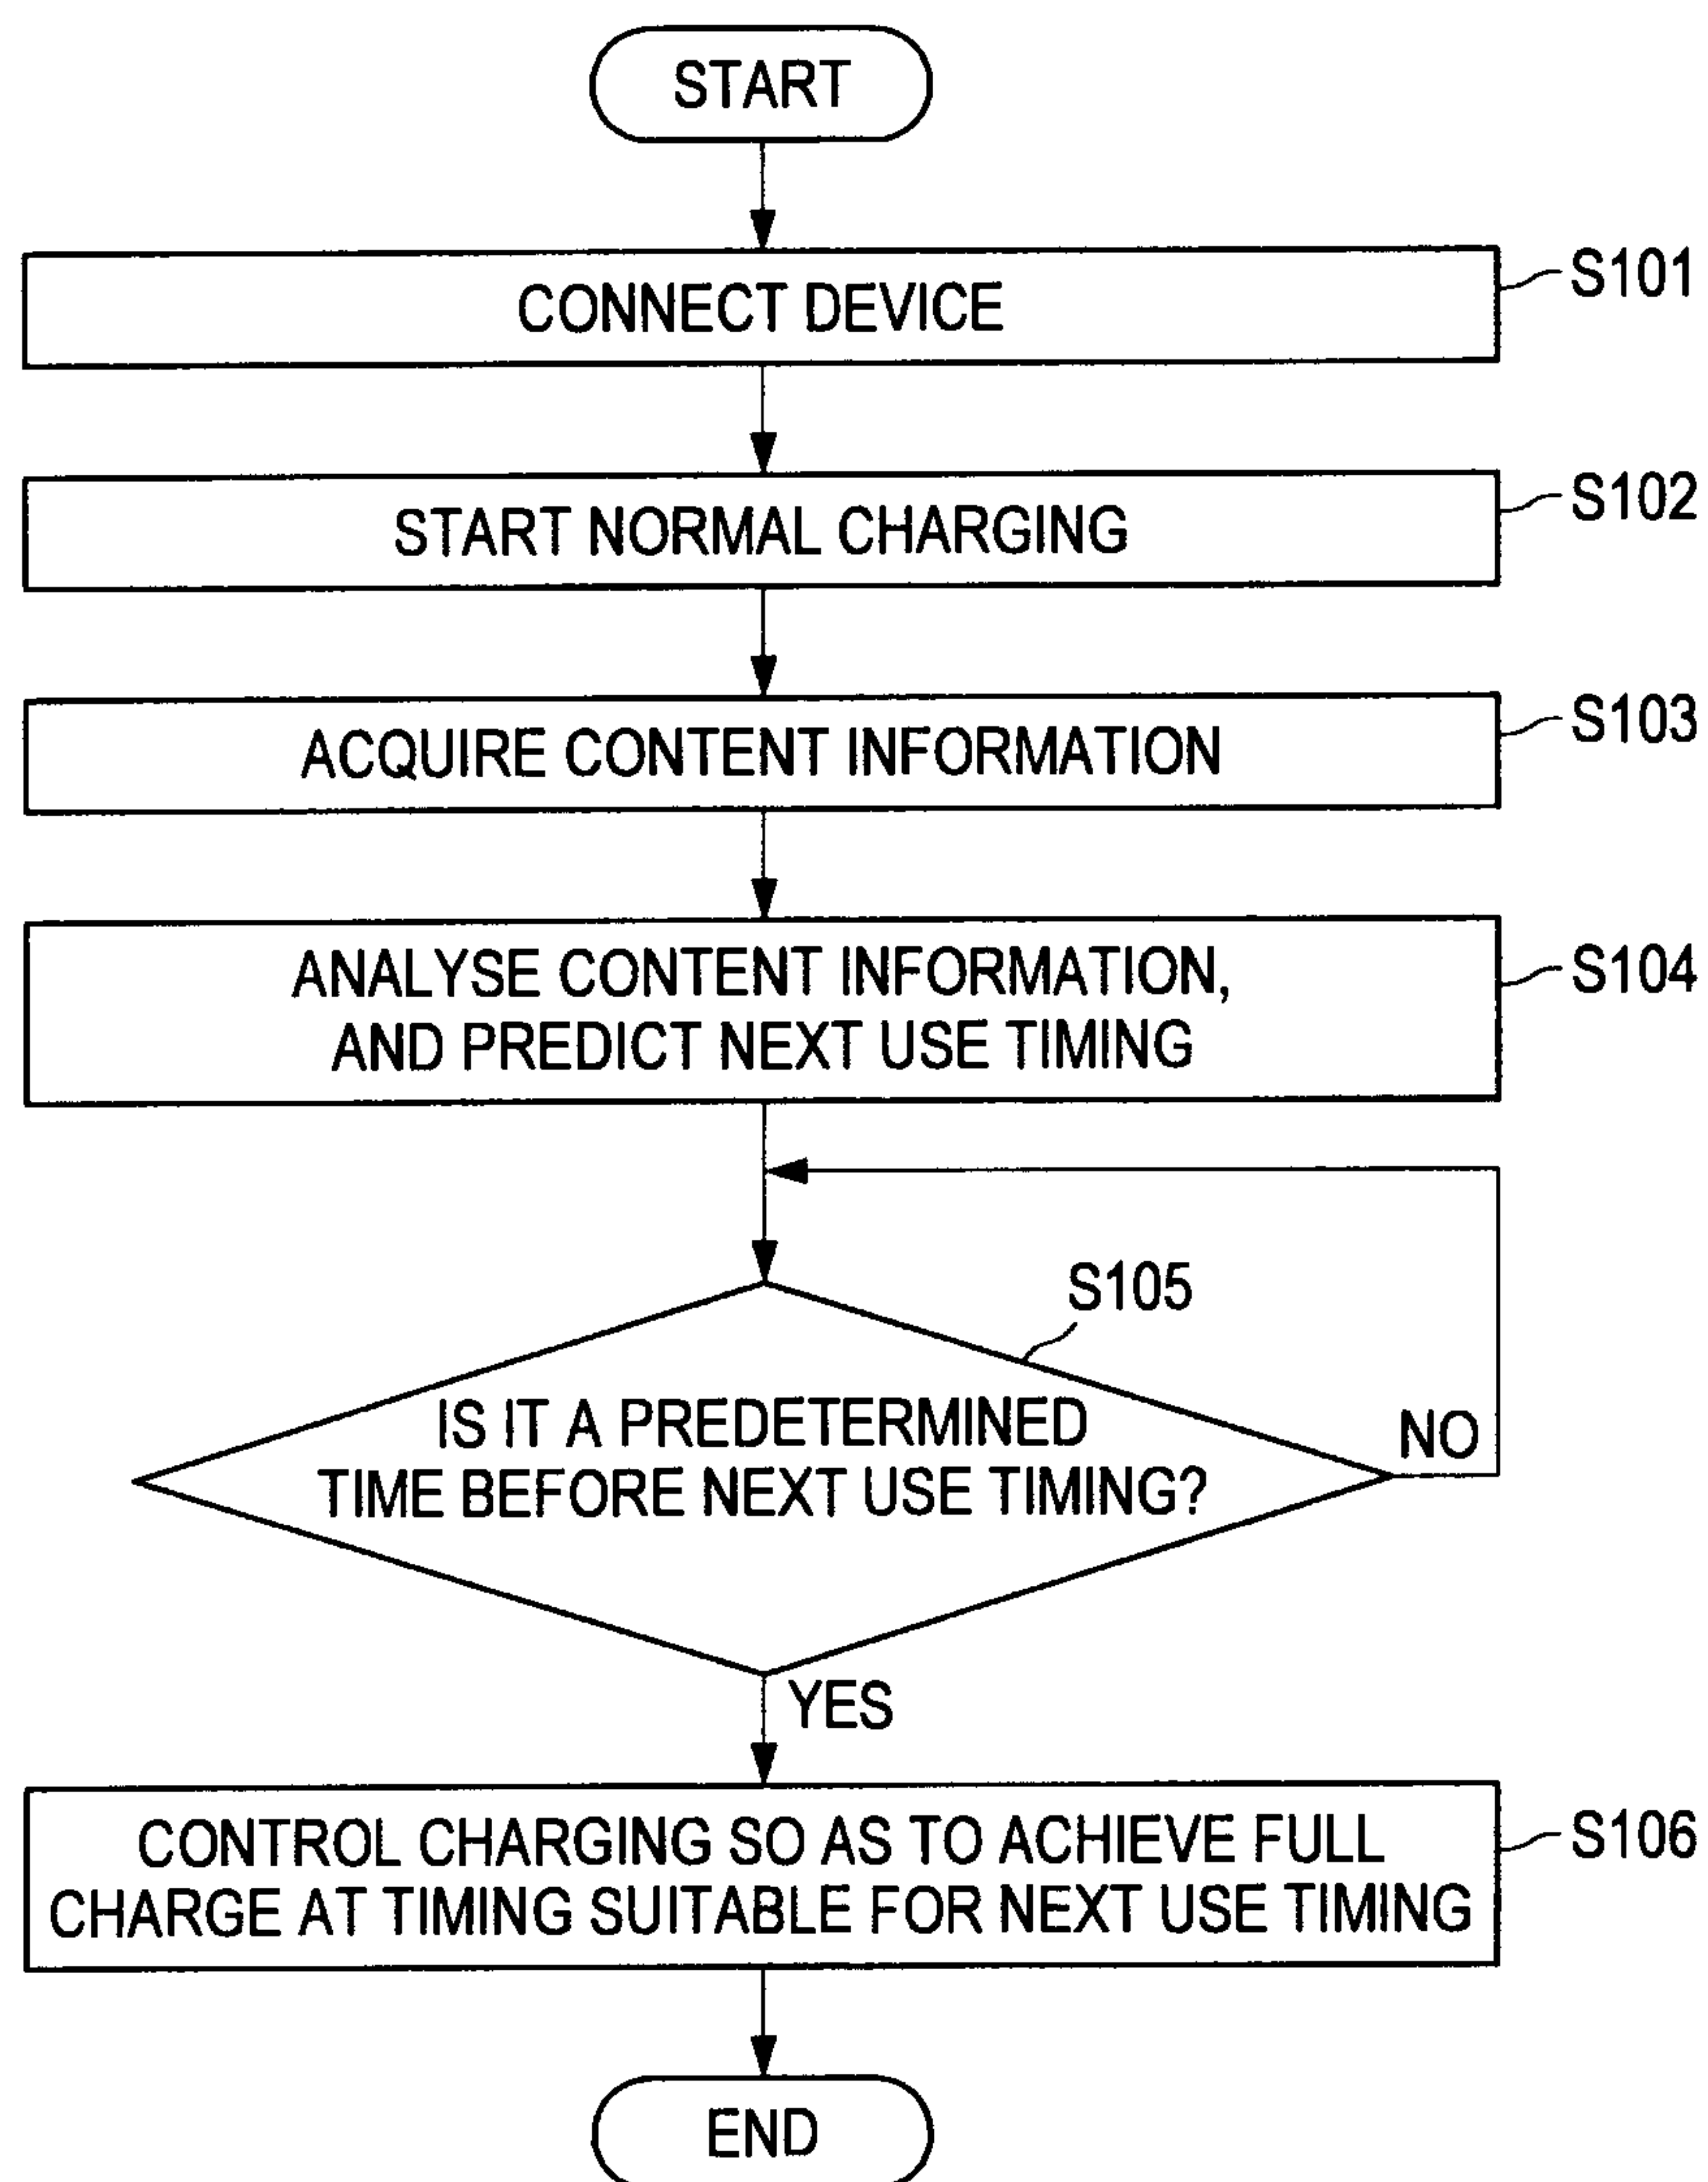 START
CONNECT DEVICE
S101
START NORMAL CHARGING
S102
ACQUIRE CONTENT INFORMATION
S103
ANALYSE CONTENT INFORMATION,
AND PREDICT NEXT USE TIMING
S104
S105
IS IT A PREDETERMINED
TIME BEFORE NEXT USE TIMING?
NO
YES
CONTROL CHARGING SO AS TO ACHIEVE FULL
CHARGE AT TIMING SUITABLE FOR NEXT USE TIMING
S106
END